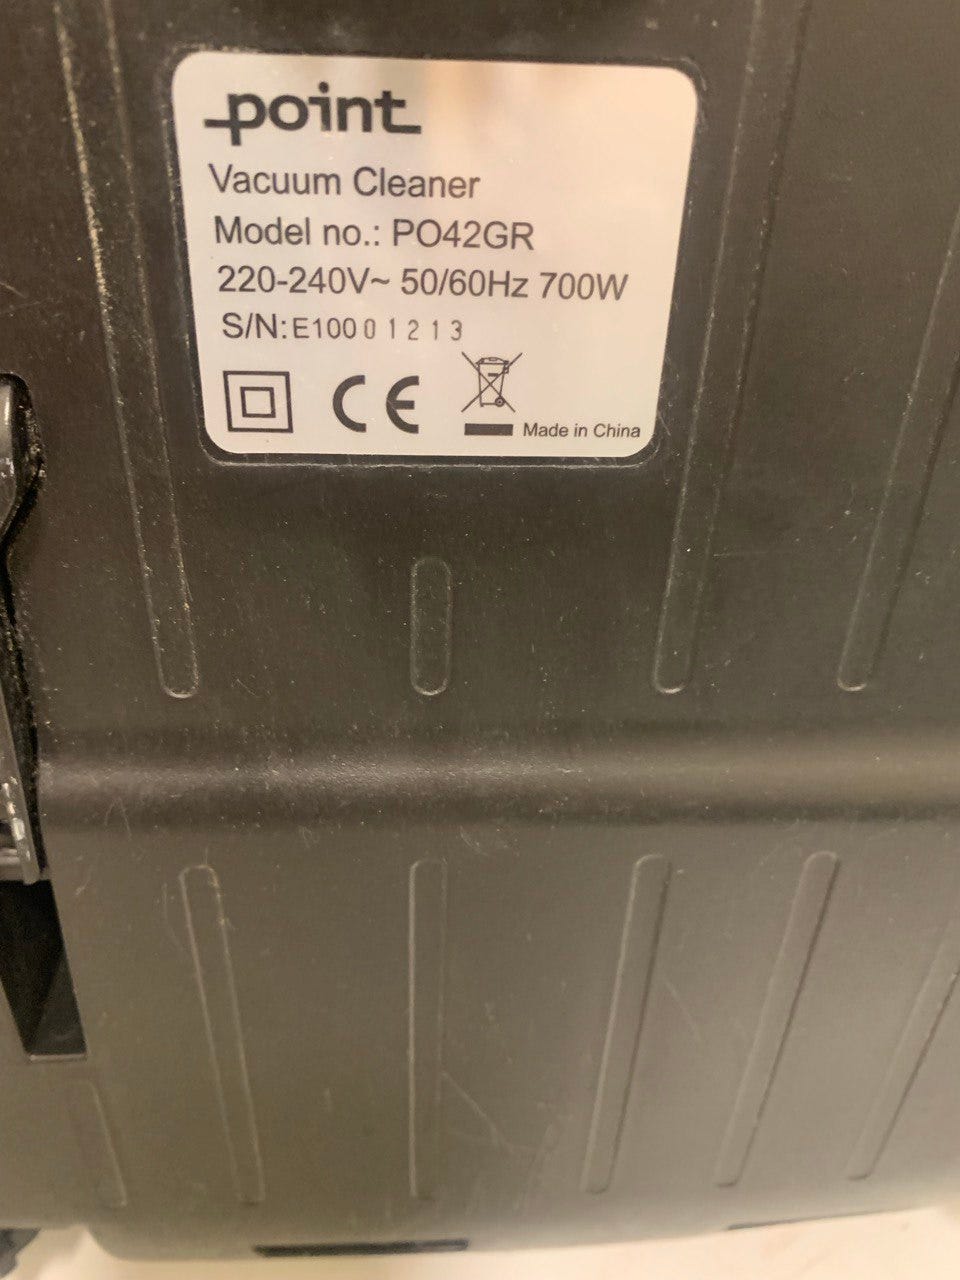 point
Vacuum Cleaner
Model no.: PO42GR
220-240V~ 50/60Hz 700W
S/N:E10001213
CE
Made in China